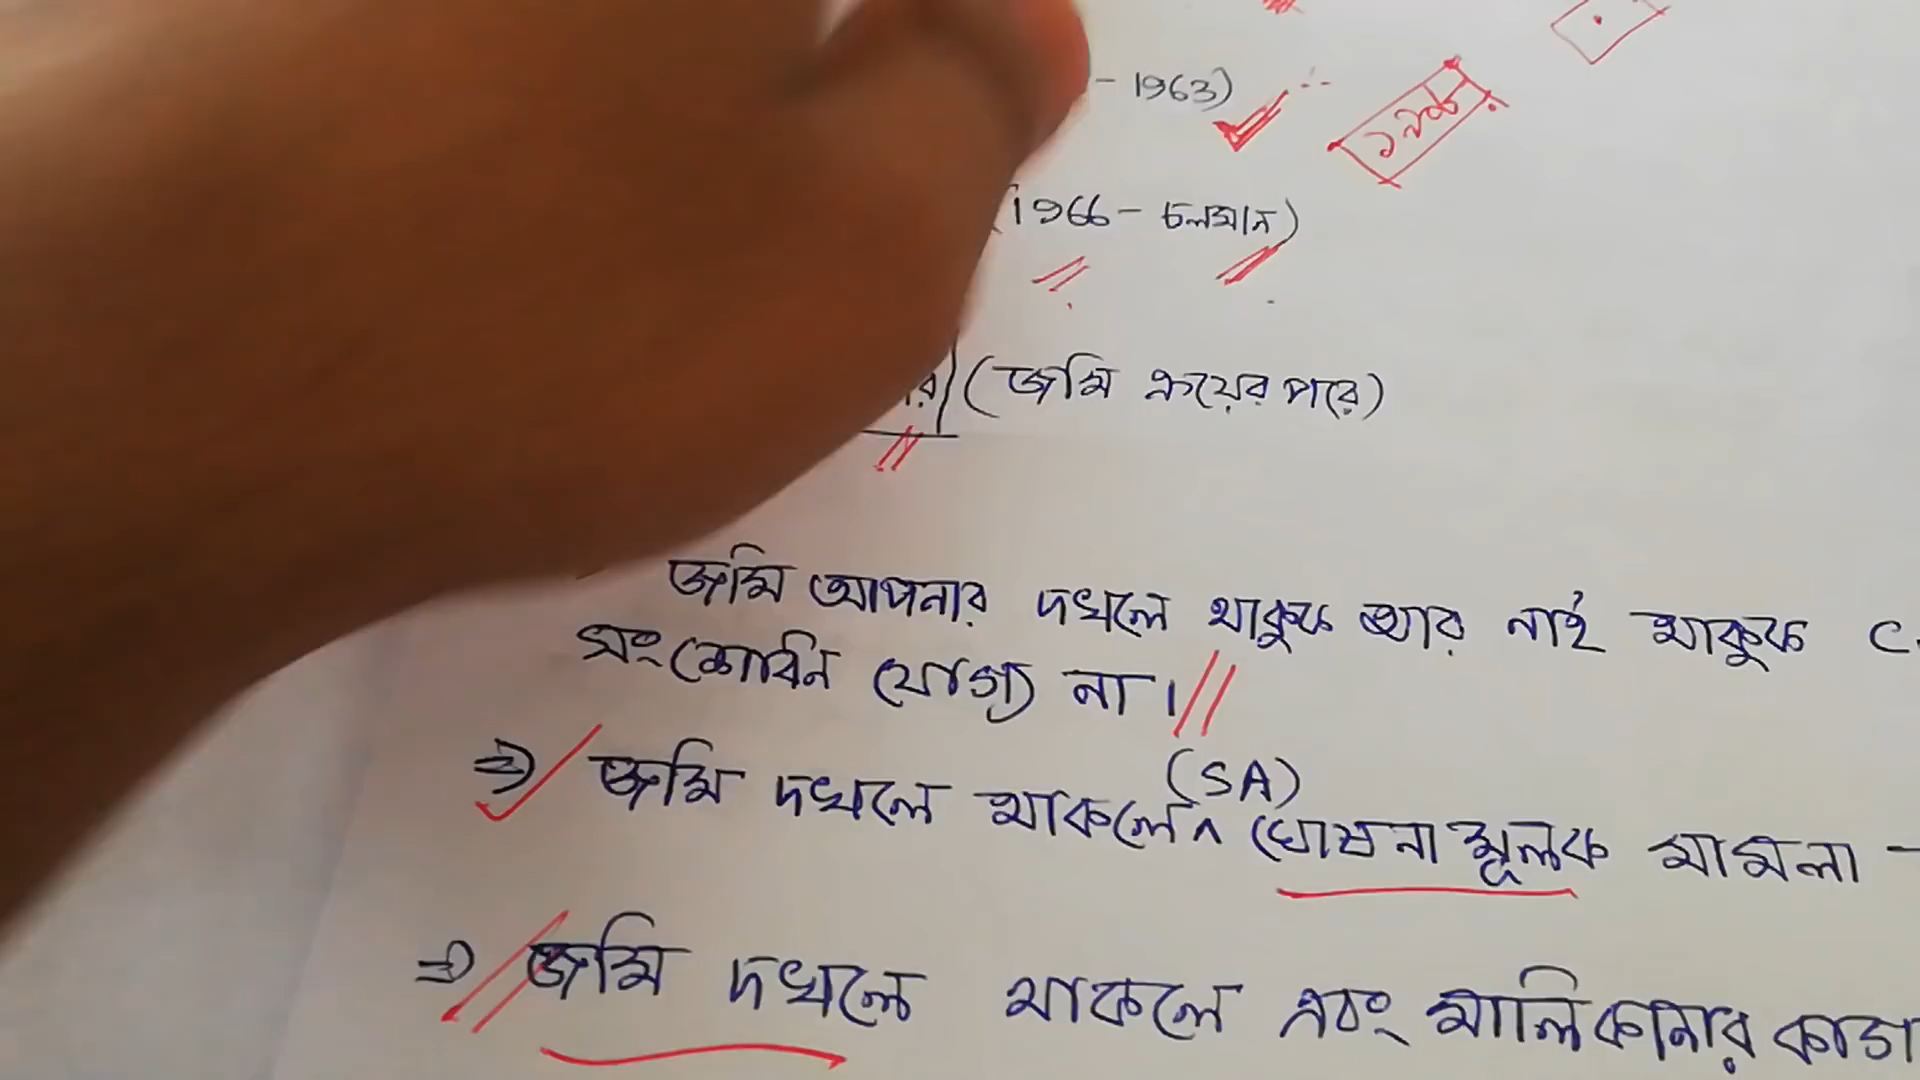 - 1963)
(1966 - চলমান)
(জমি ক্রয়ের পরে)
জমি আপনার দখলে থাকুক আর নাই থাকুক
সংশোধন যোগ্য না।
(SA)
⇒ জমি দখলে থাকলে ^ ঘোষনা মূলক মামলা -
⇒ জমি দখলে থাকলে এবং মালিকানার